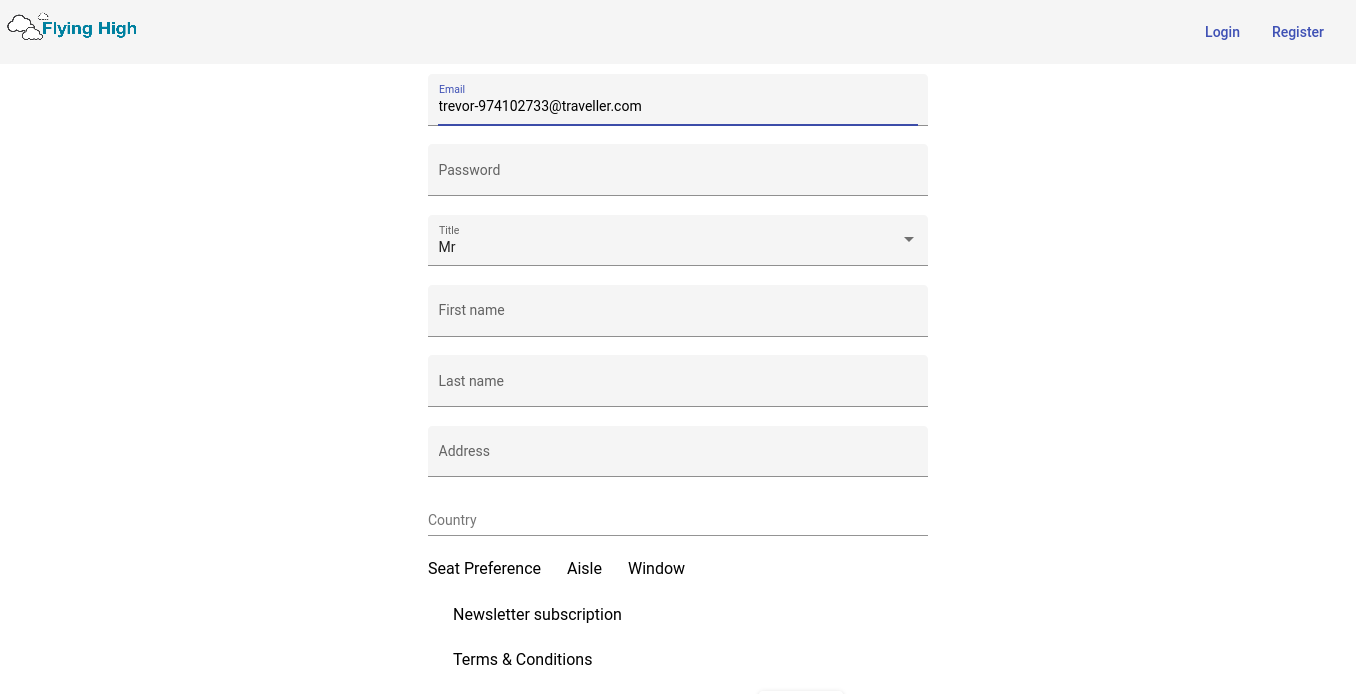 Flying High
Login Register
Email
trevor-974102733@traveller.com
Password
Title
Mr
First name
Last name
Address
Country
Seat Preference Aisle Window
Newsletter subscription
Terms & Conditions